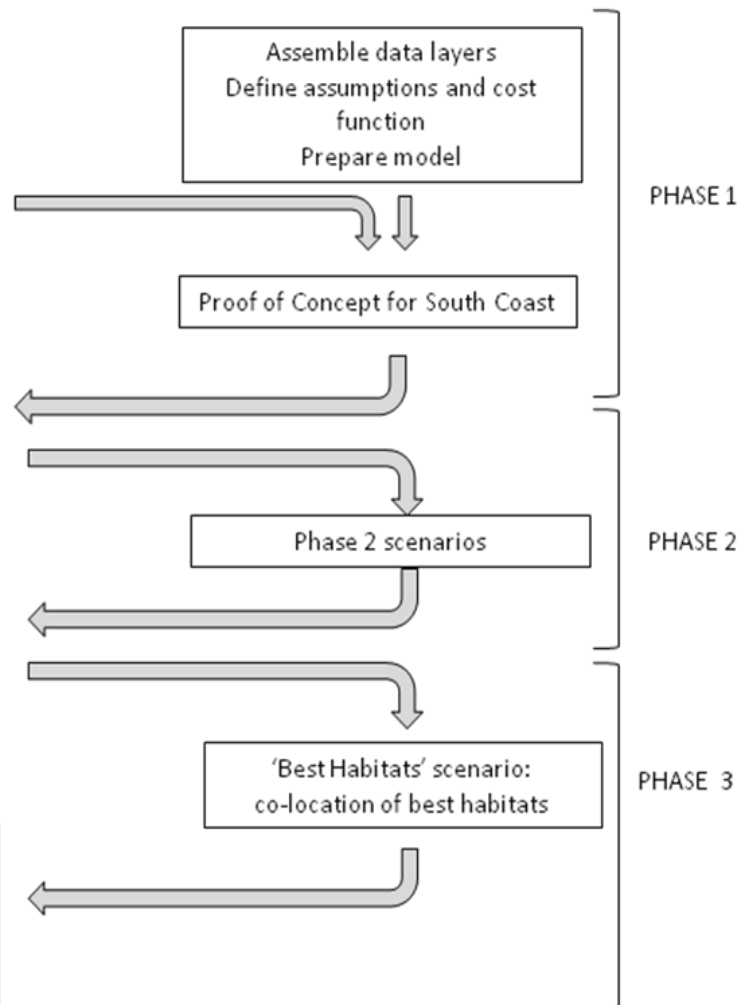 Assemble data layers
Define assumptions and cost
function
Prepare model
PHASE 1
Proof of Concept for South Coast
Phase 2 scenarios
PHASE 2
‘Best Habitats’ scenario:
co-location of best habitats
PHASE 3